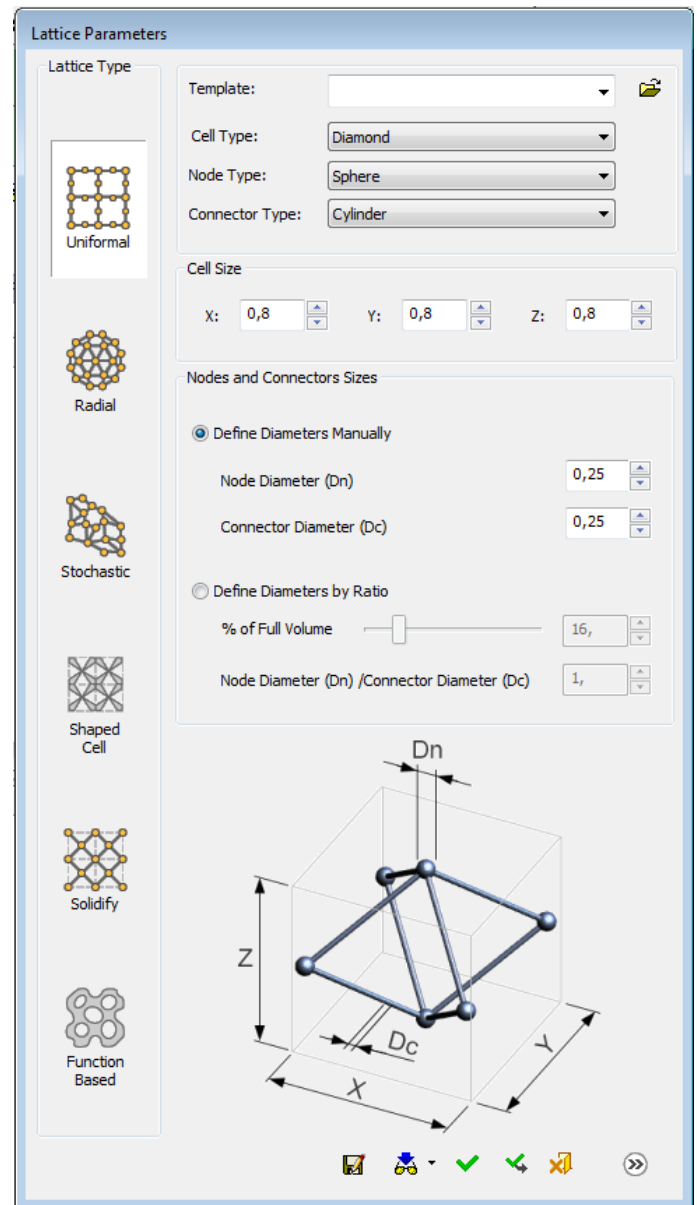 Lattice Parameters
Lattice Type
Uniformal
Radial
Stochastic
Shaped
Cell
Solidify
Function
Based
Template:
Cell Type: Diamond
Node Type: Sphere
Connector Type: Cylinder
Cell Size
X: 0,8 Y: 0,8 Z: 0,8
Nodes and Connectors Sizes
Define Diameters Manually
Node Diameter (Dn) 0,25
Connector Diameter (Dc) 0,25
Define Diameters by Ratio
% of Full Volume 16,
Node Diameter (Dn) /Connector Diameter (Dc) 1,
Dn
Z
Dc
X
Y